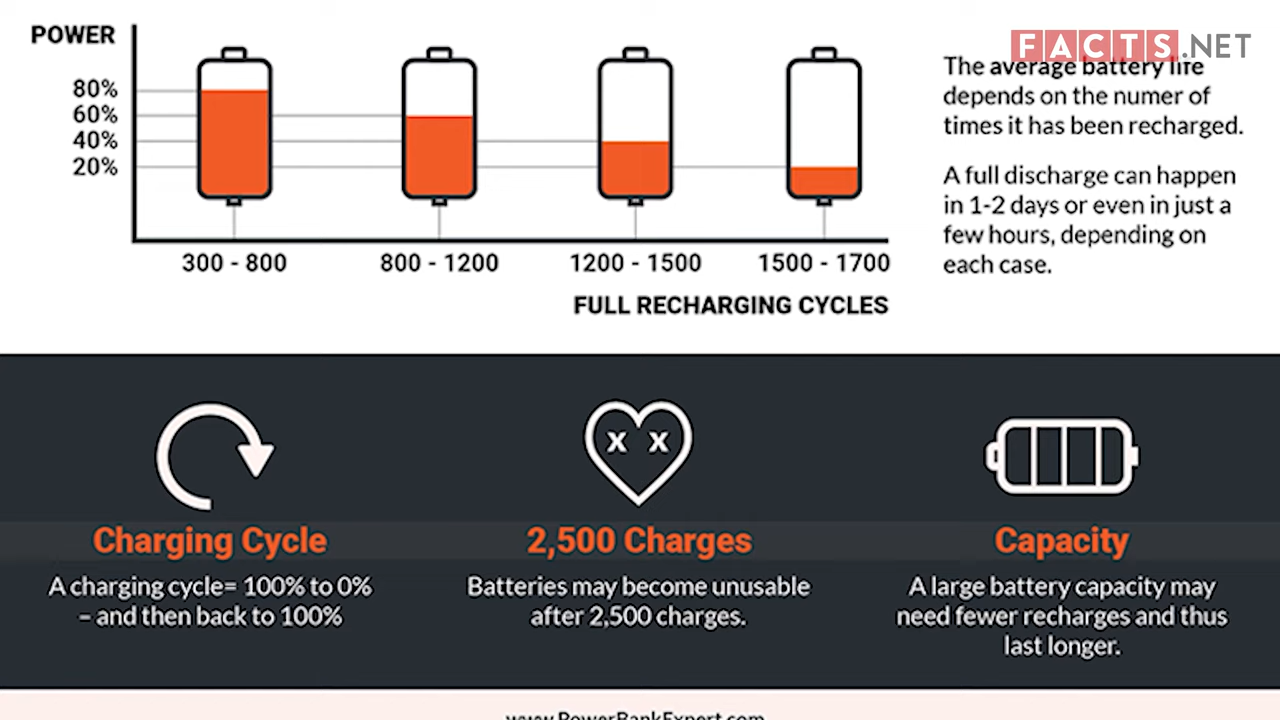 POWER
80%
60%
40%
20%
300 - 800
800 - 1200
1200 - 1500
1500 - 1700
FULL RECHARGING CYCLES
FACTS.NET
The average battery life
depends on the numer of
times it has been recharged.
A full discharge can happen
in 1-2 days or even in just a
few hours, depending on
each case.
Charging Cycle
A charging cycle= 100% to 0%
– and then back to 100%
x x
2,500 Charges
Batteries may become unusable
after 2,500 charges.
Capacity
A large battery capacity may
need fewer recharges and thus
last longer.
www.PowerBankExpert.com